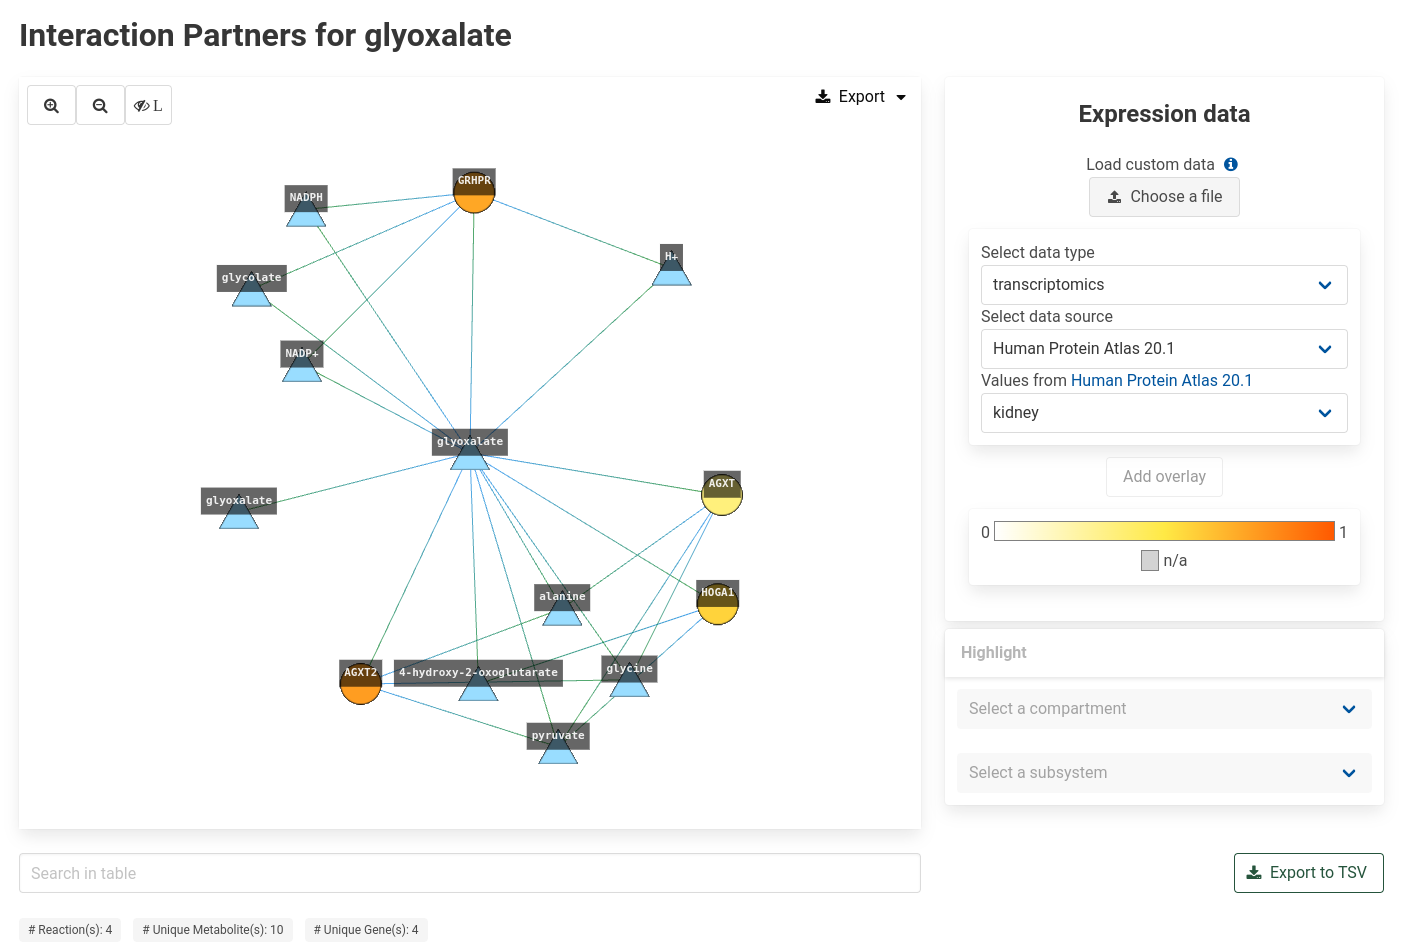 Interaction Partners for glyoxalate
L
Export
NADPH
GRHPR
H+
glycolate
NADP+
glyoxalate
AGXT
glyoxalate
alanine
HOGA1
AGXT2
4-hydroxy-2-oxoglutarate
glycine
pyruvate
Expression data
Load custom data
Choose a file
Select data type
transcriptomics
Select data source
Human Protein Atlas 20.1
Values from Human Protein Atlas 20.1
kidney
Add overlay
0 1
n/a
Highlight
Select a compartment
Select a subsystem
Search in table
Export to TSV
# Reaction(s): 4
# Unique Metabolite(s): 10
# Unique Gene(s): 4